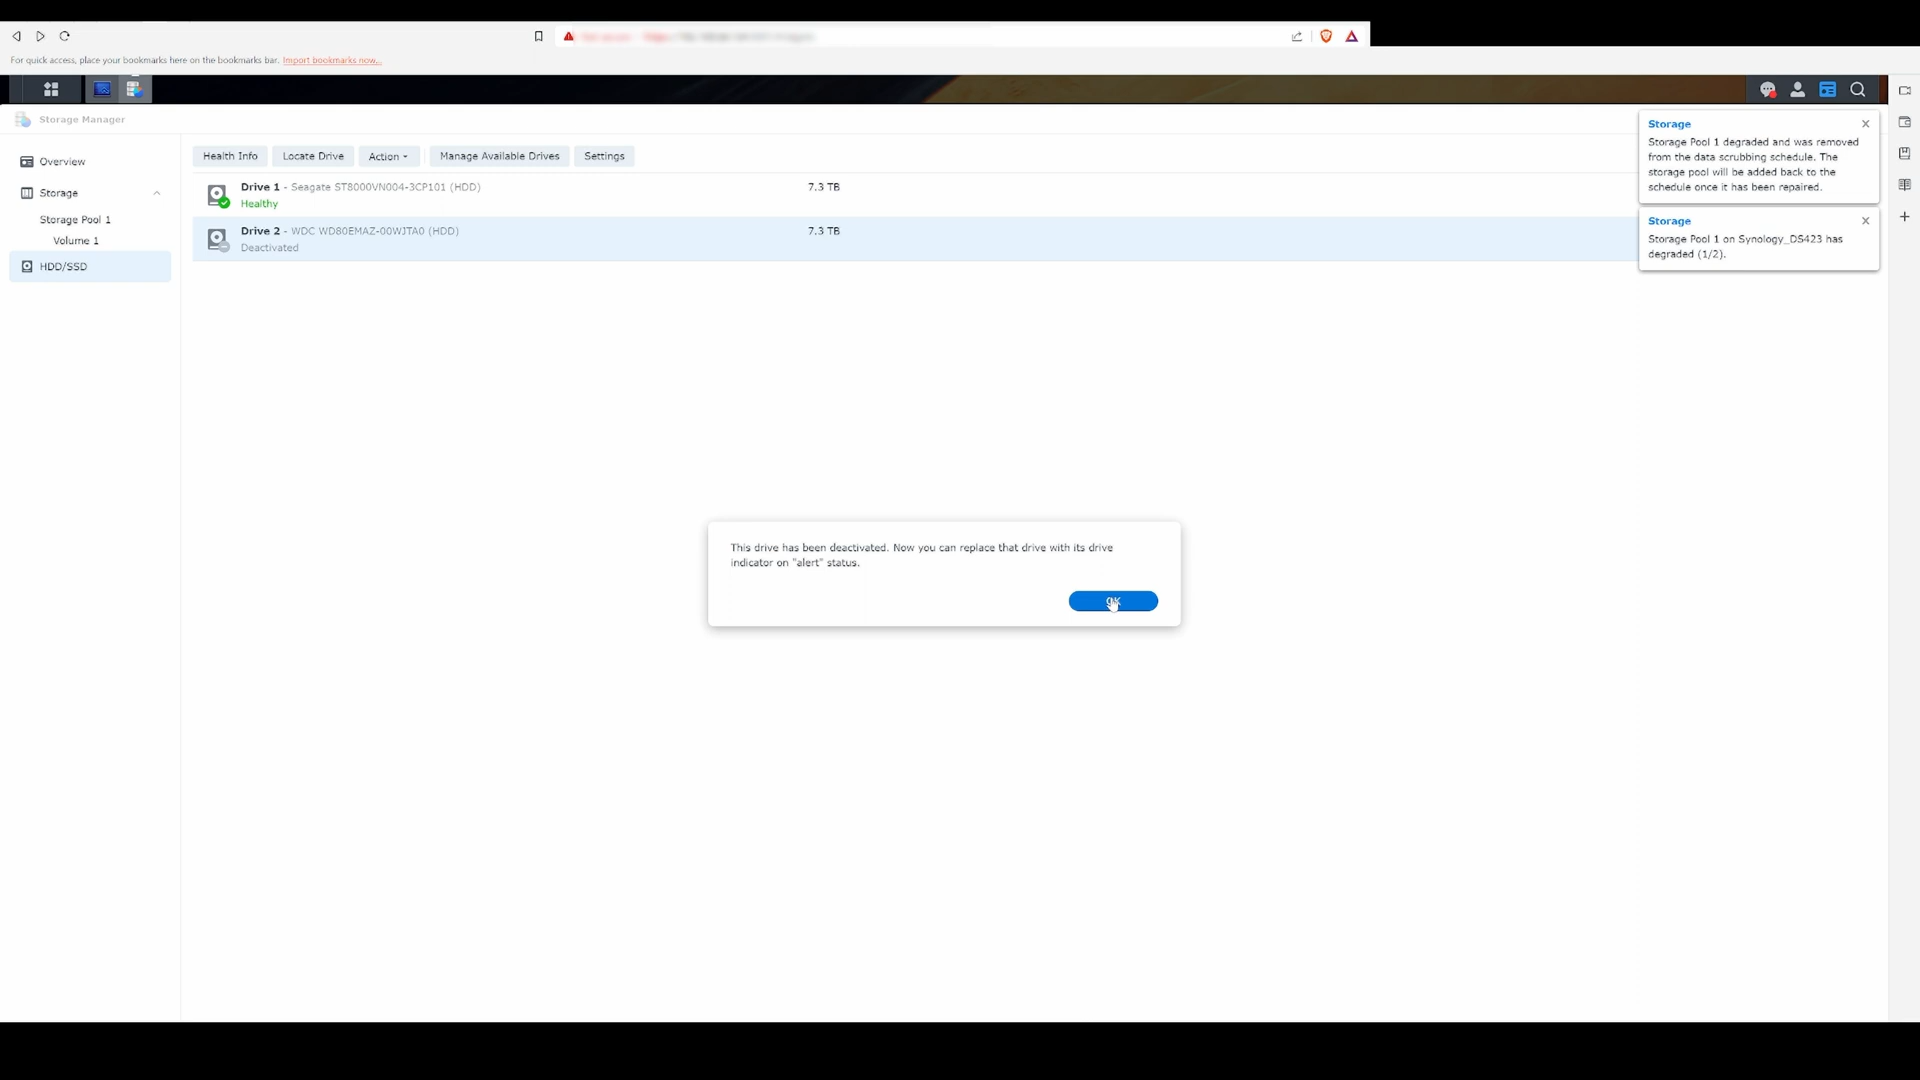 For quick access, place your bookmarks here on the bookmarks bar. Import bookmarks now...
Storage Manager
Overview
Storage
Storage Pool 1
Volume 1
HDD/SSD
Health Info
Locate Drive
Action
Manage Available Drives
Settings
Drive 1 - Seagate ST8000VN004-3CP101 (HDD)
7.3 TB
Healthy
Drive 2 - WDC WD80EMAZ-00WJTA0 (HDD)
7.3 TB
Deactivated
Storage
Storage Pool 1 degraded and was removed
from the data scrubbing schedule. The
storage pool will be added back to the
schedule once it has been repaired.
Storage
Storage Pool 1 on Synology_DS423 has
degraded (1/2).
This drive has been deactivated. Now you can replace that drive with its drive
indicator on "alert" status.
OK